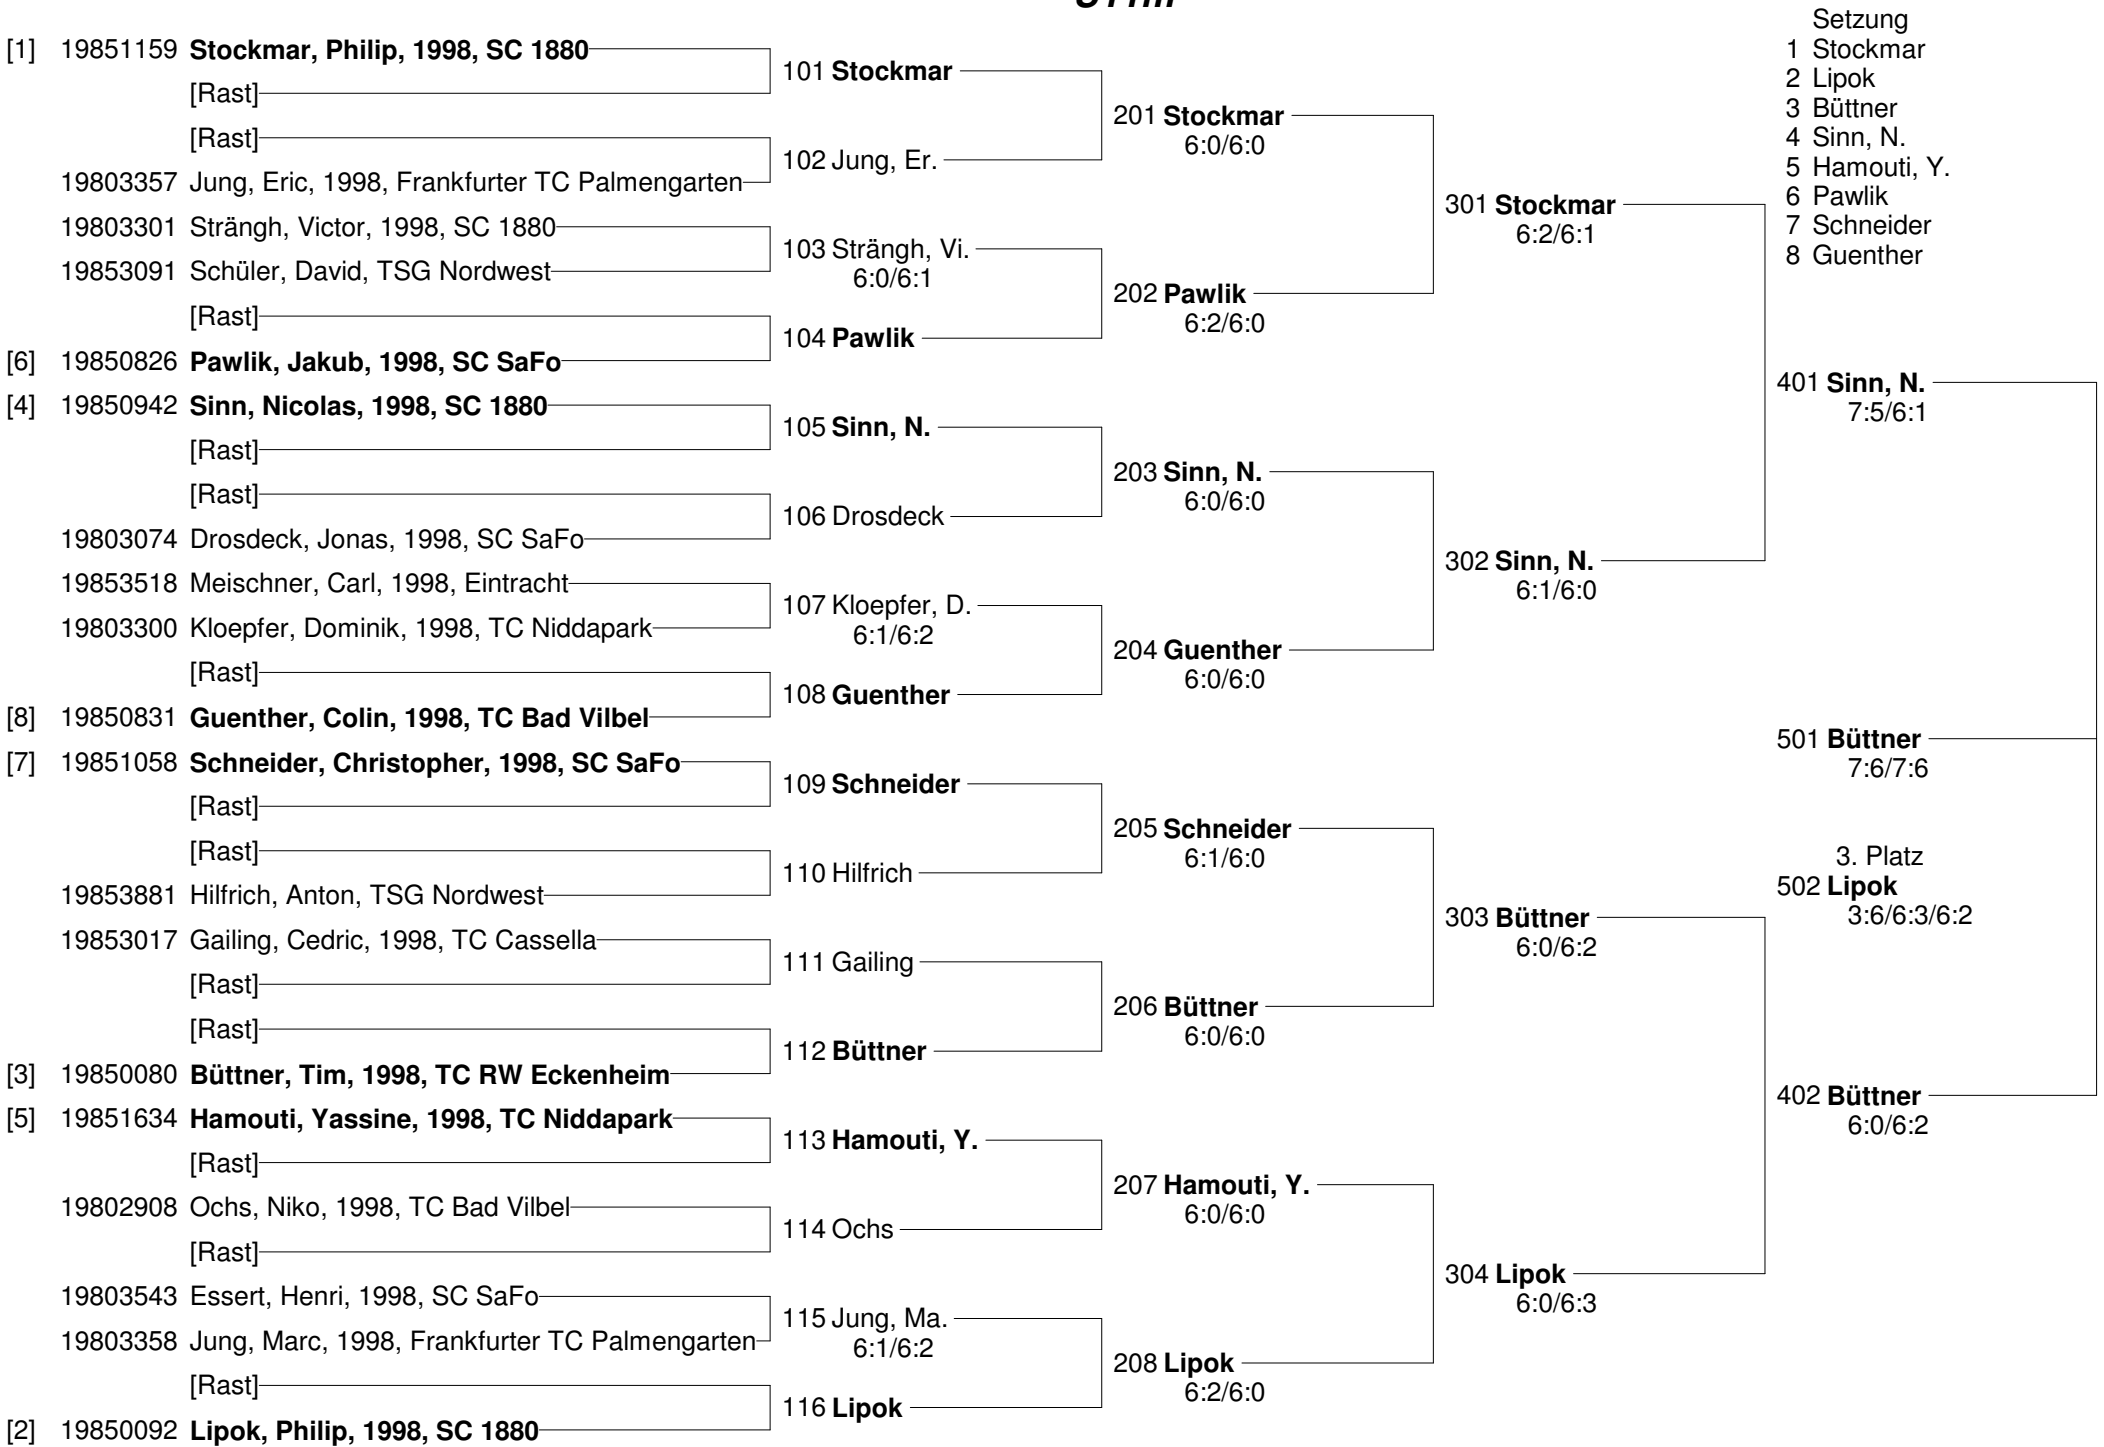 Setzung
1 Stockmar
2 Lipok
3 Büttner
4 Sinn, N.
5 Hamouti, Y.
6 Pawlik
7 Schneider
8 Guenther
[1] 19851159 Stockmar, Philip, 1998, SC 1880
[Rast]
[Rast]
19803357 Jung, Eric, 1998, Frankfurter TC Palmengarten
19803301 Strängh, Victor, 1998, SC 1880
19853091 Schüler, David, TSG Nordwest
[Rast]
[6] 19850826 Pawlik, Jakub, 1998, SC SaFo
[4] 19850942 Sinn, Nicolas, 1998, SC 1880
[Rast]
[Rast]
19803074 Drosdeck, Jonas, 1998, SC SaFo
19853518 Meischner, Carl, 1998, Eintracht
19803300 Kloepfer, Dominik, 1998, TC Niddapark
[Rast]
[8] 19850831 Guenther, Colin, 1998, TC Bad Vilbel
[7] 19851058 Schneider, Christopher, 1998, SC SaFo
[Rast]
[Rast]
19853881 Hilfrich, Anton, TSG Nordwest
19853017 Gailing, Cedric, 1998, TC Cassella
[Rast]
[Rast]
[3] 19850080 Büttner, Tim, 1998, TC RW Eckenheim
[5] 19851634 Hamouti, Yassine, 1998, TC Niddapark
[Rast]
19802908 Ochs, Niko, 1998, TC Bad Vilbel
[Rast]
19803543 Essert, Henri, 1998, SC SaFo
19803358 Jung, Marc, 1998, Frankfurter TC Palmengarten
[Rast]
[2] 19850092 Lipok, Philip, 1998, SC 1880
101 Stockmar
102 Jung, Er.
103 Strängh, Vi.
6:0/6:1
104 Pawlik
105 Sinn, N.
106 Drosdeck
107 Kloepfer, D.
6:1/6:2
108 Guenther
109 Schneider
110 Hilfrich
111 Gailing
112 Büttner
113 Hamouti, Y.
114 Ochs
115 Jung, Ma.
6:1/6:2
116 Lipok
201 Stockmar
6:0/6:0
202 Pawlik
6:2/6:0
203 Sinn, N.
6:0/6:0
204 Guenther
6:0/6:0
205 Schneider
6:1/6:0
206 Büttner
6:0/6:0
207 Hamouti, Y.
6:0/6:0
208 Lipok
6:2/6:0
301 Stockmar
6:2/6:1
302 Sinn, N.
6:1/6:0
303 Büttner
6:0/6:2
304 Lipok
6:0/6:3
401 Sinn, N.
7:5/6:1
501 Büttner
7:6/7:6
3. Platz
502 Lipok
3:6/6:3/6:2
402 Büttner
6:0/6:2